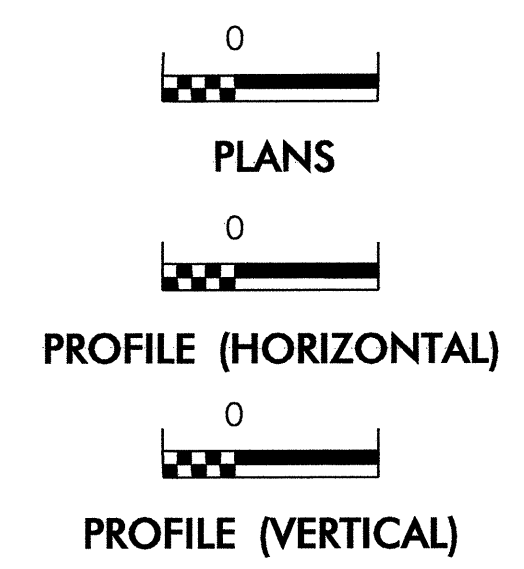 0
PLANS
0
PROFILE (HORIZONTAL)
0
PROFILE (VERTICAL)